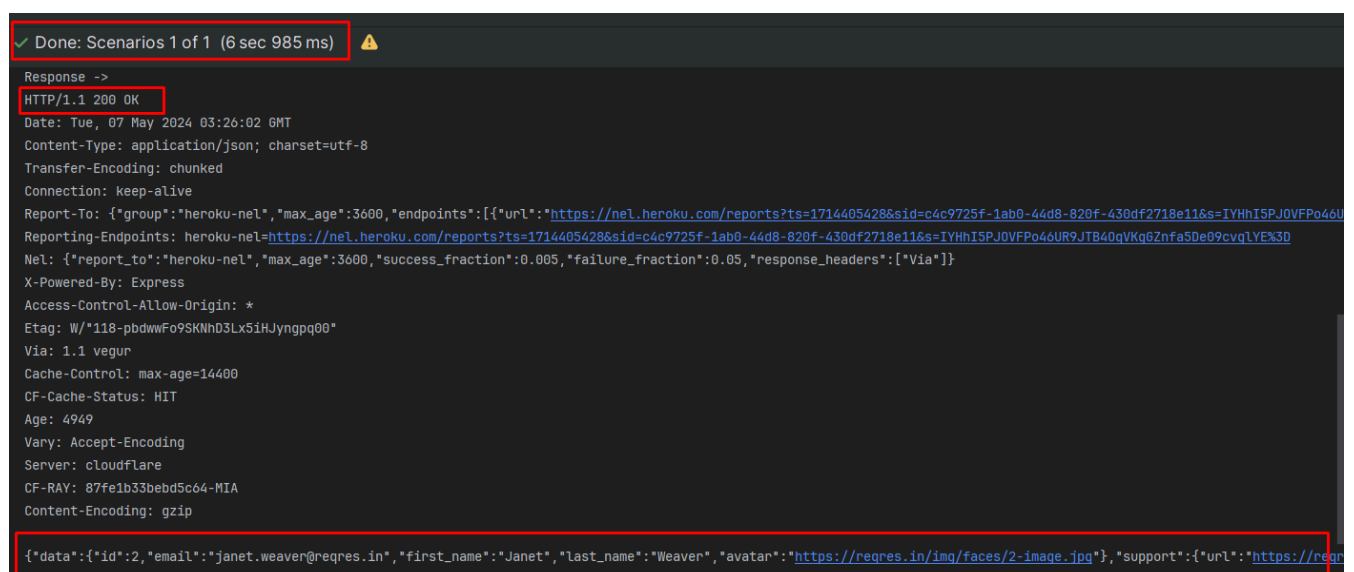 Done: Scenarios 1 of 1 (6 sec 985 ms)
Response ->
HTTP/1.1 200 OK
Date: Tue, 07 May 2024 03:26:02 GMT
Content-Type: application/json; charset=utf-8
Transfer-Encoding: chunked
Connection: keep-alive
Report-To: {"group":"heroku-nel","max_age":3600,"endpoints":[{"url":"https://nel.heroku.com/reports?ts=1714405428&sid=c4c9725f-1ab0-44d8-820f-430df2718e11&s=IYHhI5PJOVFPo46U
Reporting-Endpoints: heroku-nel=https://nel.heroku.com/reports?ts=1714405428&sid=c4c9725f-1ab0-44d8-820f-430df2718e11&s=IYHhI5PJOVFPo46UR9JTB4OqVKgGZnfa5De09cvqlYE%3D
Nel: {"report_to":"heroku-nel","max_age":3600,"success_fraction":0.005,"failure_fraction":0.05,"response_headers":["Via"]}
X-Powered-By: Express
Access-Control-Allow-Origin: *
Etag: W/"118-pbdwwFo9SKNhD3Lx5iHJyngpq00"
Via: 1.1 vegur
Cache-Control: max-age=14400
CF-Cache-Status: HIT
Age: 4949
Vary: Accept-Encoding
Server: cloudflare
CF-RAY: 87fe1b33bebd5c64-MIA
Content-Encoding: gzip
{"data":{"id":2,"email":"janet.weaver@reqres.in","first_name":"Janet","last_name":"Weaver","avatar":"https://reqres.in/img/faces/2-image.jpg"},"support":{"url":"https://reqr